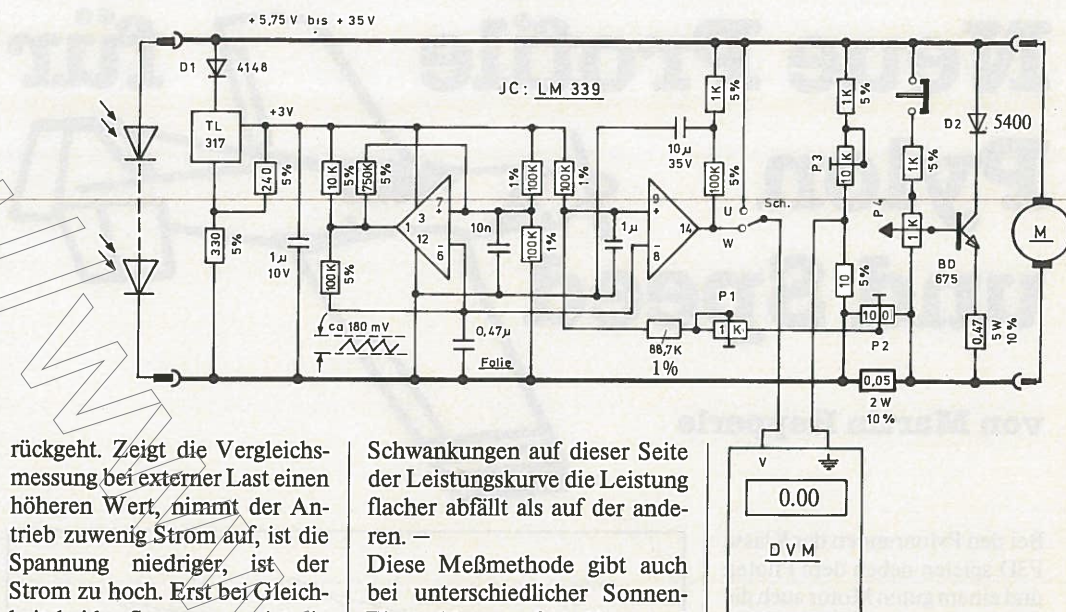 + 5,75 V bis + 35V
D1
4148
JC: LM 339
TL
317
+3V
240
5%
330
5%
1µ
10V
10K
5%
750K
5%
100K
5%
ca 180 mV
3
1
12
7
+
–
6
10n
0,47µ
Folie
1%
100K
100K
1%
100K
1%
1µ
9
+
–
8
14
10µ
35V
1K
5%
100K
5%
U
W
Sch.
P1
1 K
88,7K
1%
1K
5%
P3
10 K
10
5%
100
P2
0,05
2 W
10%
1K
5%
P4
1 K
BD
675
D2
5400
0,47
5 W
10%
M
rückgeht. Zeigt die Vergleichs-
messung bei externer Last einen
höheren Wert, nimmt der An-
trieb zuwenig Strom auf, ist die
Spannung niedriger, ist der
Strom zu hoch. Erst bei Gleich-
Schwankungen auf dieser Seite
der Leistungskurve die Leistung
flacher abfällt als auf der ande-
ren. –
Diese Meßmethode gibt auch
bei unterschiedlicher Sonnen-
V
0.00
DVM